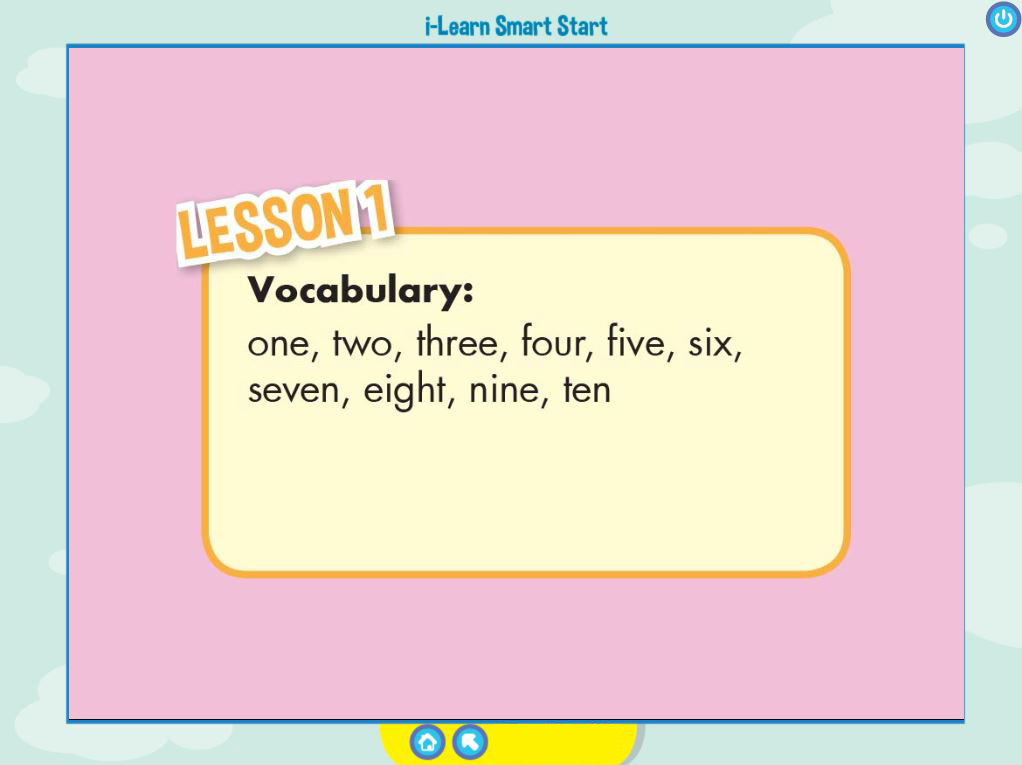 i-Learn Smart Start
LESSON 1
Vocabulary:
one, two, three, four, five, six,
seven, eight, nine, ten